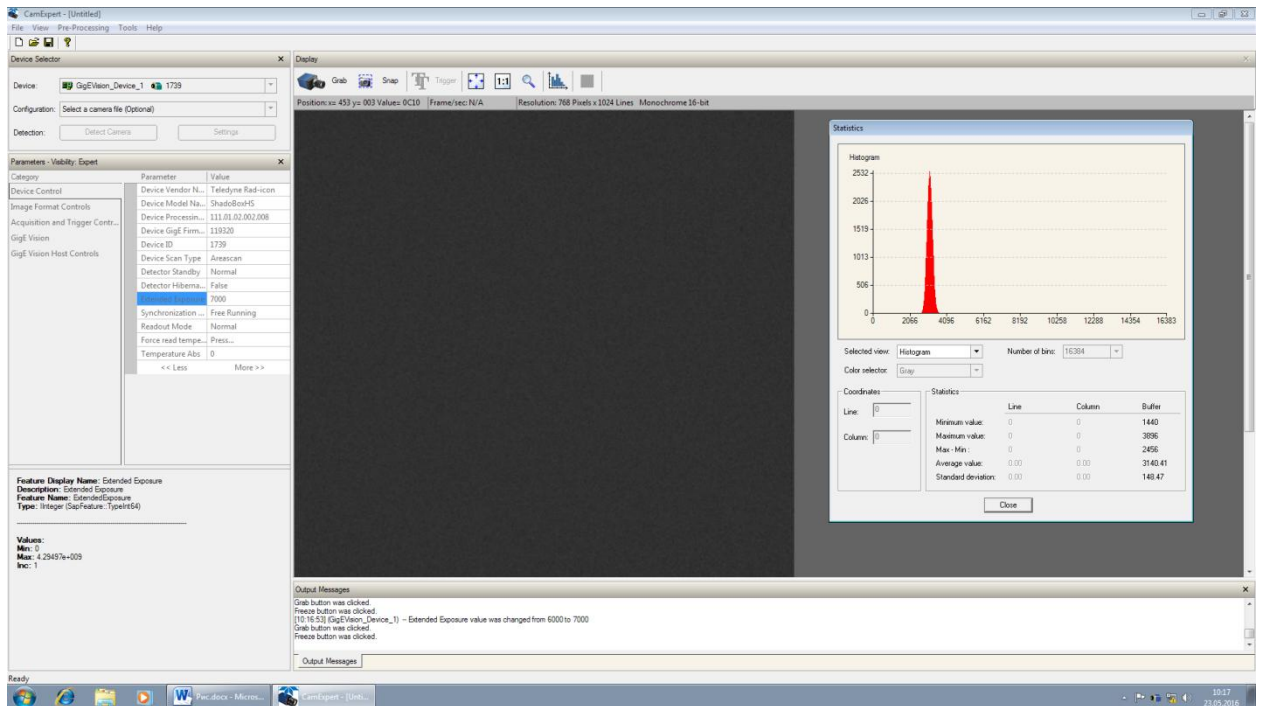 CamExpert - [Untitled]
File View Pre-Processing Tools Help
Device Selector
Device: GigEVision_Device_1 1739
Configuration: Select a camera file (Optional)
Detection: Detect Camera Settings
Parameters - Visibility: Expert
Category
Device Control
Image Format Controls
Acquisition and Trigger Contr...
GigE Vision
GigE Vision Host Controls
Parameter Value
Device Vendor N... Teledyne Rad-icon
Device Model Na... ShadoBoxHS
Device Processin... 111.01.02.002.008
Device GigE Firm... 119320
Device ID 1739
Device Scan Type Areascan
Detector Standby Normal
Detector Hiberna... False
Extended Exposure 7000
Synchronization ... Free Running
Readout Mode Normal
Force read tempe... Press...
Temperature Abs 0
<< Less More >>
Feature Display Name: Extended Exposure
Description: Extended Exposure
Feature Name: ExtendedExposure
Type: IInteger (SapFeature::TypeInt64)
Values:
Min: 0
Max: 4.29497e+009
Inc: 1
Display
Grab Snap Trigger 1:1
Position: x= 453 y= 003 Value= 0C10 Frame/sec: N/A Resolution: 768 Pixels x 1024 Lines Monochrome 16-bit
Statistics
Histogram
2532
2026
1519
1013
506
0
0 2066 4096 6162 8192 10258 12288 14354 16383
Selected view: Histogram Number of bins: 16384
Color selector: Gray
Coordinates
Line: 0
Column: 0
Statistics
Line Column Buffer
Minimum value: 0 0 1440
Maximum value: 0 0 3896
Max - Min : 0 0 2456
Average value: 0.00 0.00 3140.41
Standard deviation: 0.00 0.00 148.47
Close
Output Messages
Grab button was clicked.
Freeze button was clicked.
[10:16:53] (GigEVision_Device_1) -- Extended Exposure value was changed from 6000 to 7000
Grab button was clicked.
Freeze button was clicked.
Output Messages
Ready
Рис.docx - Micros...
CamExpert - [Unti...
10:17
23.05.2016